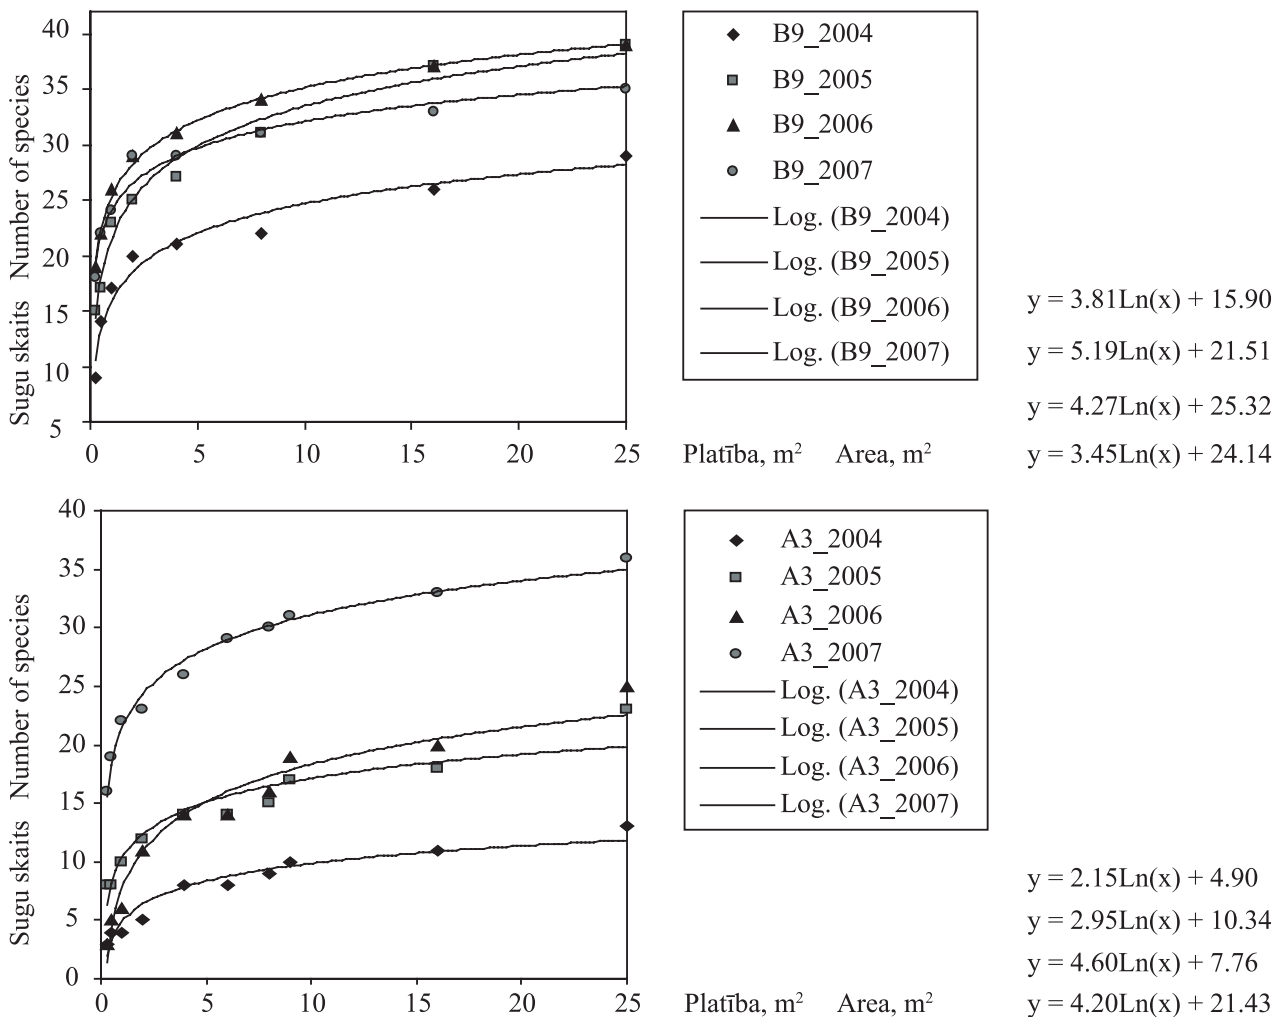 Sugu skaits Number of species
40
35
30
25
20
15
10
5
0 5 10 15 20 25
B9_2004
B9_2005
B9_2006
B9_2007
Log. (B9_2004)
Log. (B9_2005)
Log. (B9_2006)
Log. (B9_2007)
y = 3.81Ln(x) + 15.90
y = 5.19Ln(x) + 21.51
y = 4.27Ln(x) + 25.32
y = 3.45Ln(x) + 24.14
Platība, m² Area, m²
Sugu skaits Number of species
40
35
30
25
20
15
10
5
0
0 5 10 15 20 25
A3_2004
A3_2005
A3_2006
A3_2007
Log. (A3_2004)
Log. (A3_2005)
Log. (A3_2006)
Log. (A3_2007)
y = 2.15Ln(x) + 4.90
y = 2.95Ln(x) + 10.34
y = 4.60Ln(x) + 7.76
y = 4.20Ln(x) + 21.43
Platība, m² Area, m²